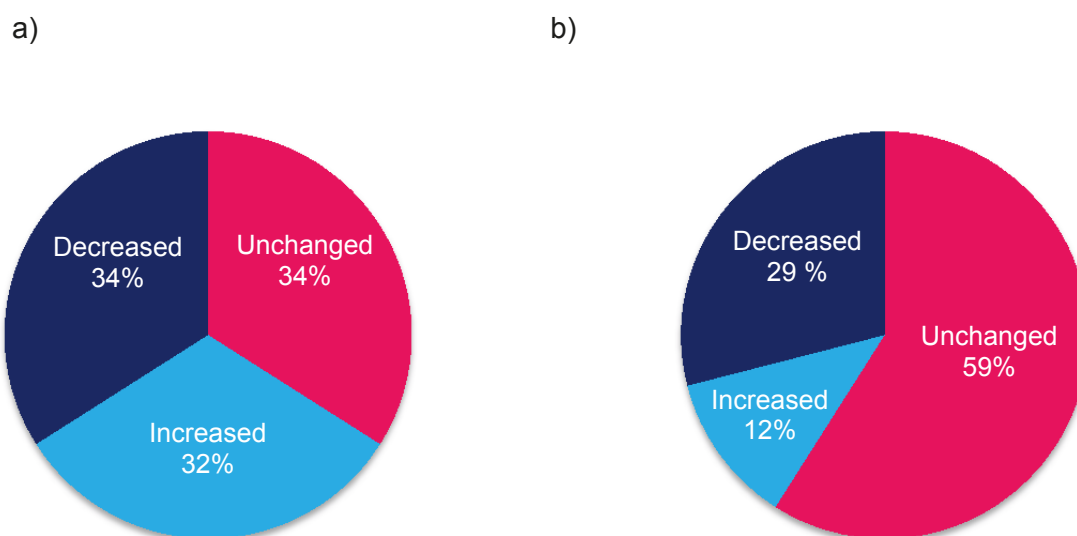 a)
b)
Decreased
34%
Unchanged
34%
Increased
32%
Decreased
29 %
Unchanged
59%
Increased
12%